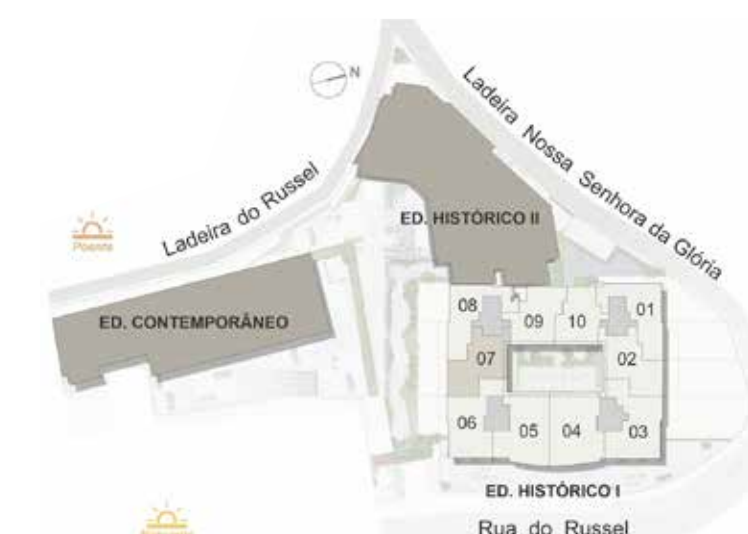 N
Ladeira Nossa Senhora da Glória
Ladeira do Russel
Poente
ED. HISTÓRICO II
ED. CONTEMPORÂNEO
08
09
10
01
07
02
06
05
04
03
ED. HISTÓRICO I
Rua do Russel